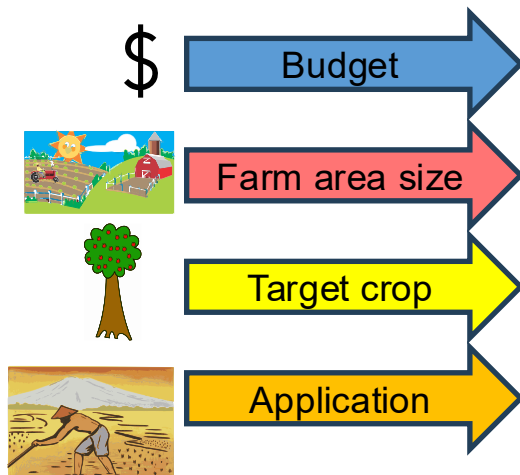 $
Budget
Farm area size
Target crop
Application